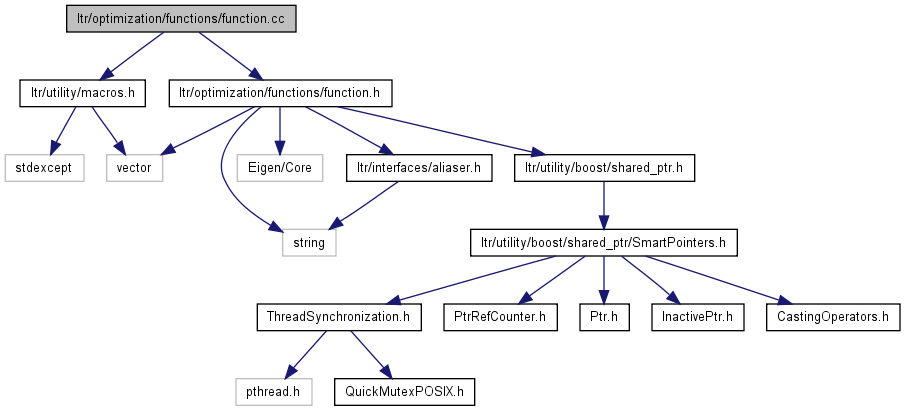 ltr/optimization/functions/function.cc
ltr/utility/macros.h
ltr/optimization/functions/function.h
stdexcept
vector
Eigen/Core
ltr/interfaces/aliaser.h
ltr/utility/boost/shared_ptr.h
string
ltr/utility/boost/shared_ptr/SmartPointers.h
ThreadSynchronization.h
PtrRefCounter.h
Ptr.h
InactivePtr.h
CastingOperators.h
pthread.h
QuickMutexPOSIX.h